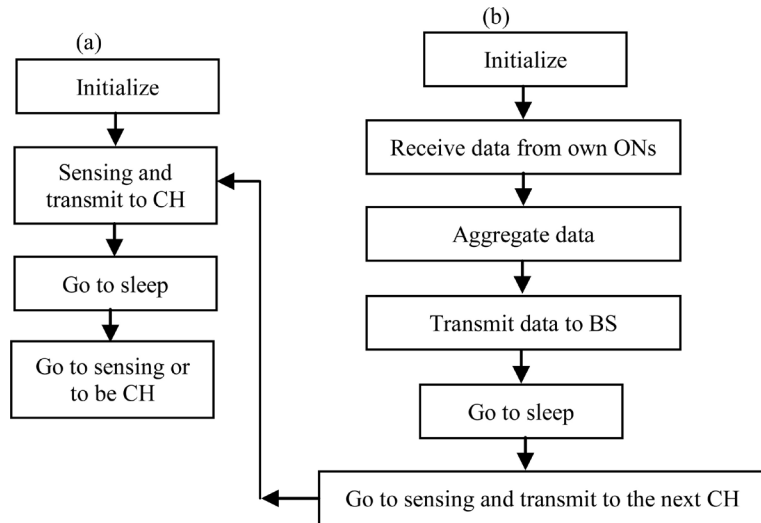 (a)
Initialize
Sensing and
transmit to CH
Go to sleep
Go to sensing or
to be CH
(b)
Initialize
Receive data from own ONs
Aggregate data
Transmit data to BS
Go to sleep
Go to sensing and transmit to the next CH